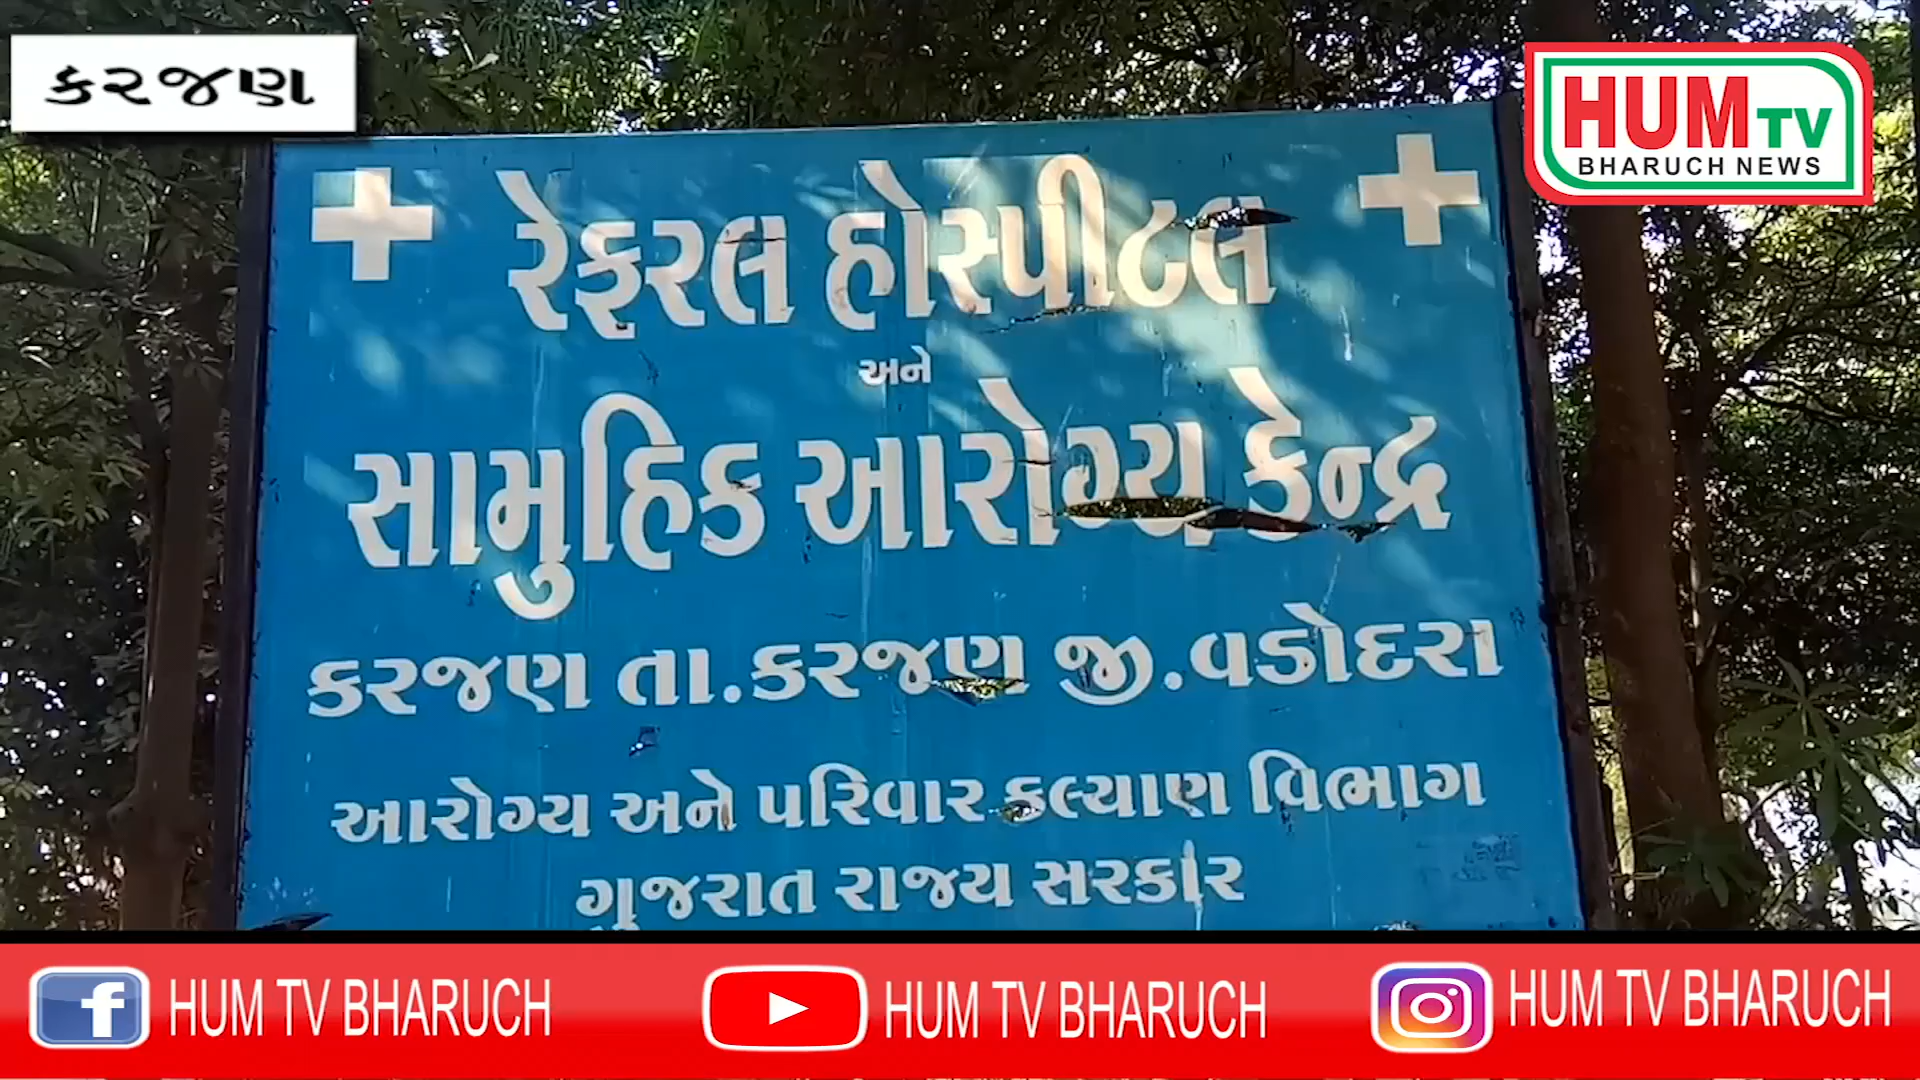 કરજણ
HUM TV
BHARUCH NEWS
રેફરલ હોસ્પીટલ
અને
સામુહિક આરોગ્ય કેન્દ્ર
કરજણ તા.કરજણ જી.વડોદરા
આરોગ્ય અને પરિવાર કલ્યાણ વિભાગ
ગુજરાત રાજય સરકાર
HUM TV BHARUCH
HUM TV BHARUCH
HUM TV BHARUCH